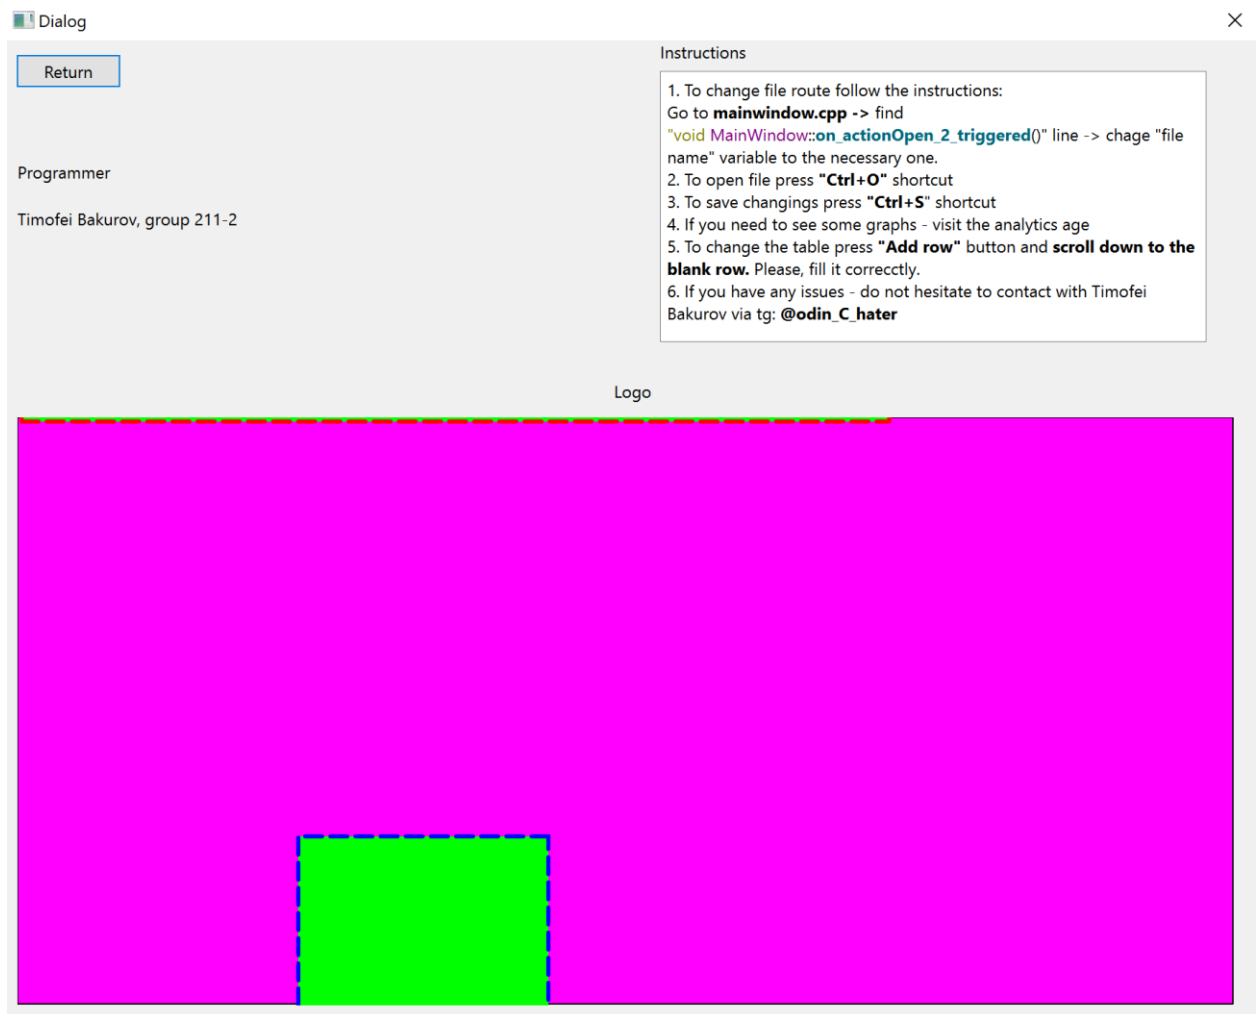 Dialog
Return
Programmer
Timofei Bakurov, group 211-2
Instructions
1. To change file route follow the instructions:
Go to mainwindow.cpp -> find
"void MainWindow::on_actionOpen_2_triggered()" line -> chage "file
name" variable to the necessary one.
2. To open file press "Ctrl+O" shortcut
3. To save changings press "Ctrl+S" shortcut
4. If you need to see some graphs - visit the analytics age
5. To change the table press "Add row" button and scroll down to the
blank row. Please, fill it correcctly.
6. If you have any issues - do not hesitate to contact with Timofei
Bakurov via tg: @odin_C_hater
Logo